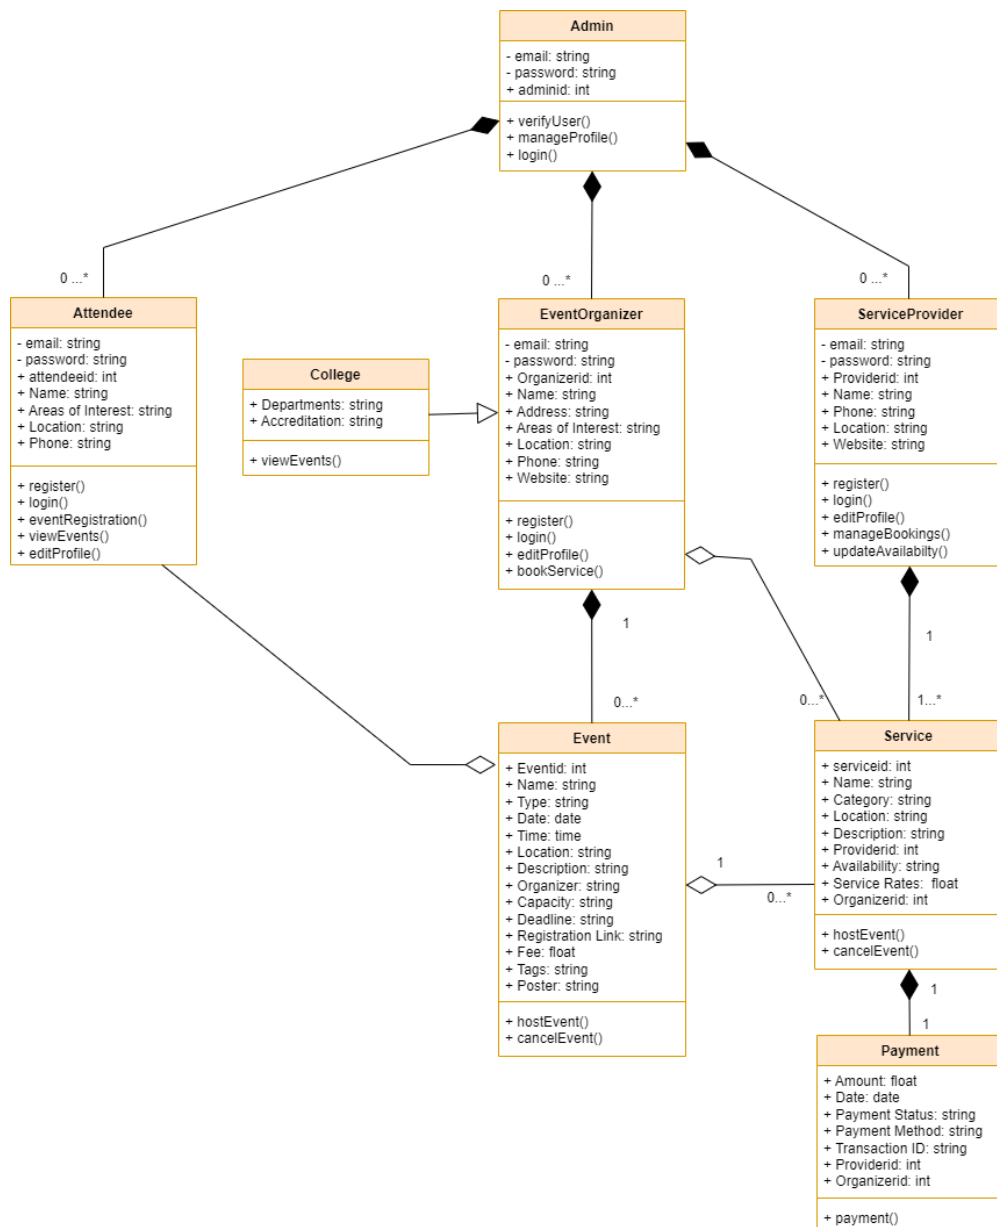 Admin
- email: string
- password: string
+ adminid: int
+ verifyUser()
+ manageProfile()
+ login()
0 ...*
0 ...*
0 ...*
Attendee
- email: string
- password: string
+ attendeeid: int
+ Name: string
+ Areas of Interest: string
+ Location: string
+ Phone: string
+ register()
+ login()
+ eventRegistration()
+ viewEvents()
+ editProfile()
College
+ Departments: string
+ Accreditation: string
+ viewEvents()
EventOrganizer
- email: string
- password: string
+ Organizerid: int
+ Name: string
+ Address: string
+ Areas of Interest: string
+ Location: string
+ Phone: string
+ Website: string
+ register()
+ login()
+ editProfile()
+ bookService()
ServiceProvider
- email: string
- password: string
+ Providerid: int
+ Name: string
+ Phone: string
+ Location: string
+ Website: string
+ register()
+ login()
+ editProfile()
+ manageBookings()
+ updateAvailabilty()
1
1
0...*
0...*
1...*
Event
+ Eventid: int
+ Name: string
+ Type: string
+ Date: date
+ Time: time
+ Location: string
+ Description: string
+ Organizer: string
+ Capacity: string
+ Deadline: string
+ Registration Link: string
+ Fee: float
+ Tags: string
+ Poster: string
+ hostEvent()
+ cancelEvent()
1
0...*
Service
+ serviceid: int
+ Name: string
+ Category: string
+ Location: string
+ Description: string
+ Providerid: int
+ Availability: string
+ Service Rates:  float
+ Organizerid: int
+ hostEvent()
+ cancelEvent()
1
1
Payment
+ Amount: float
+ Date: date
+ Payment Status: string
+ Payment Method: string
+ Transaction ID: string
+ Providerid: int
+ Organizerid: int
+ payment()